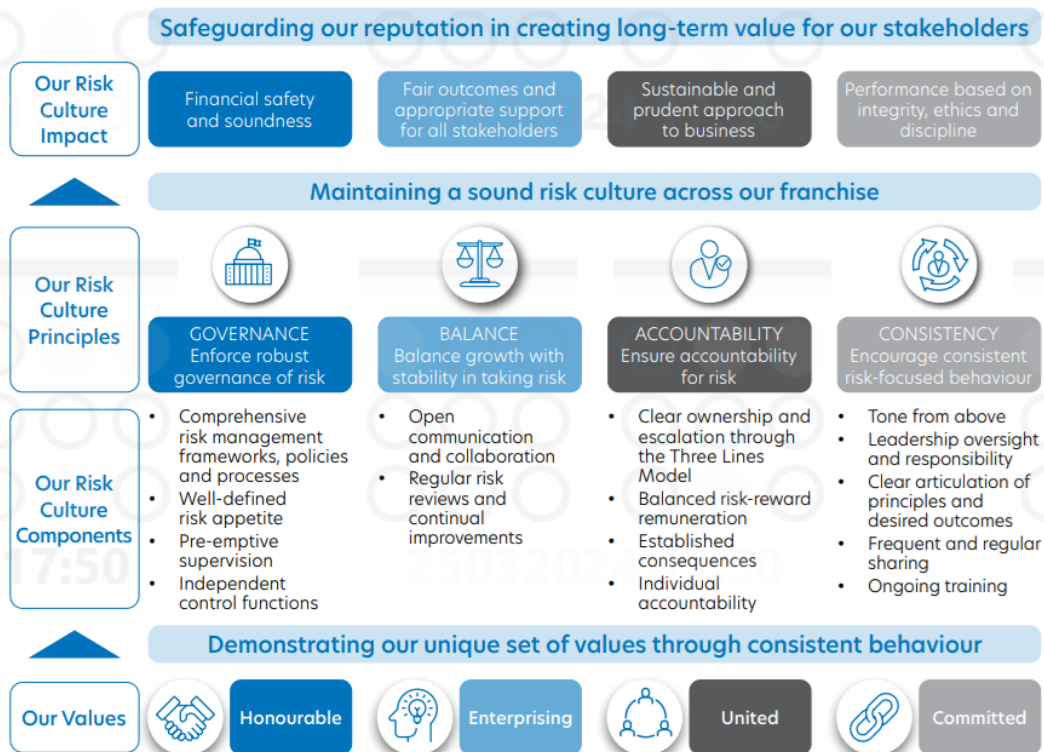 Safeguarding our reputation in creating long-term value for our stakeholders
Our Risk
Culture
Impact
Financial safety
and soundness
Fair outcomes and
appropriate support
for all stakeholders
Sustainable and
prudent approach
to business
Performance based on
integrity, ethics and
discipline
Maintaining a sound risk culture across our franchise
Our Risk
Culture
Principles
GOVERNANCE
Enforce robust
governance of risk
BALANCE
Balance growth with
stability in taking risk
ACCOUNTABILITY
Ensure accountability
for risk
CONSISTENCY
Encourage consistent
risk-focused behaviour
Our Risk
Culture
Components
• Comprehensive
risk management
frameworks, policies
and processes
• Well-defined
risk appetite
• Pre-emptive
supervision
• Independent
control functions
• Open
communication
and collaboration
• Regular risk
reviews and
continual
improvements
• Clear ownership and
escalation through
the Three Lines
Model
• Balanced risk-reward
remuneration
• Established
consequences
• Individual
accountability
• Tone from above
• Leadership oversight
and responsibility
• Clear articulation of
principles and
desired outcomes
• Frequent and regular
sharing
• Ongoing training
17:50
Demonstrating our unique set of values through consistent behaviour
Our Values
Honourable
Enterprising
United
Committed